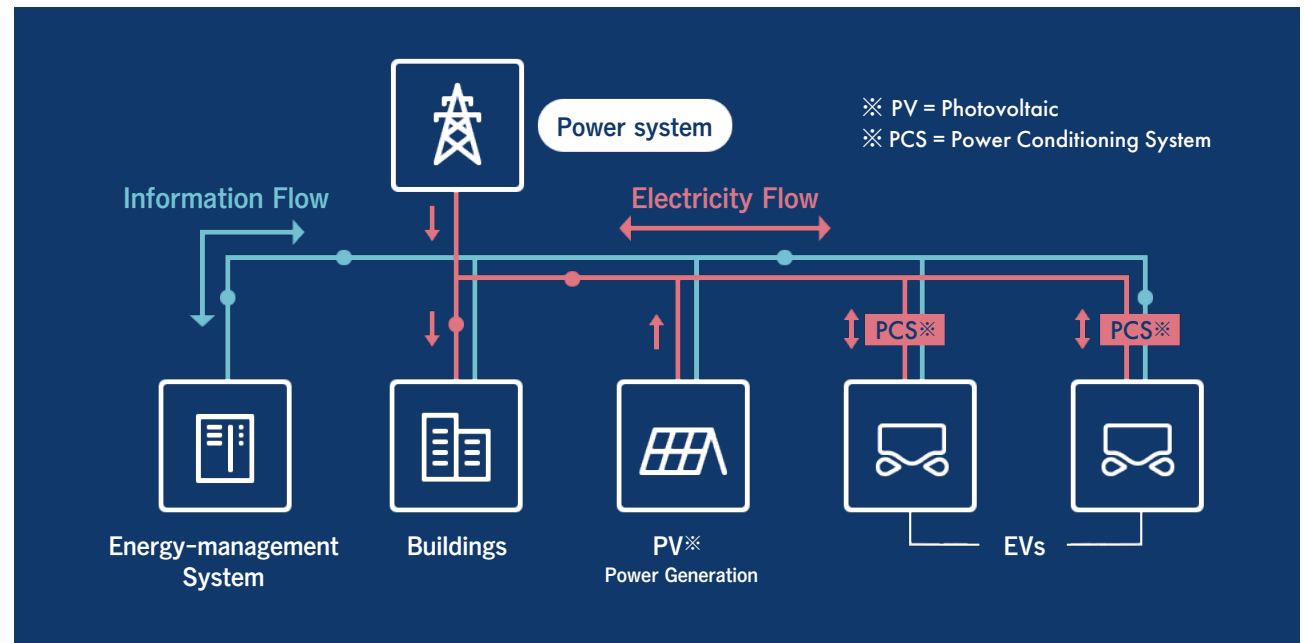 Power system
※ PV = Photovoltaic
※ PCS = Power Conditioning System
Information Flow
Electricity Flow
PCS※
PCS※
Energy-management
System
Buildings
PV※
Power Generation
EVs